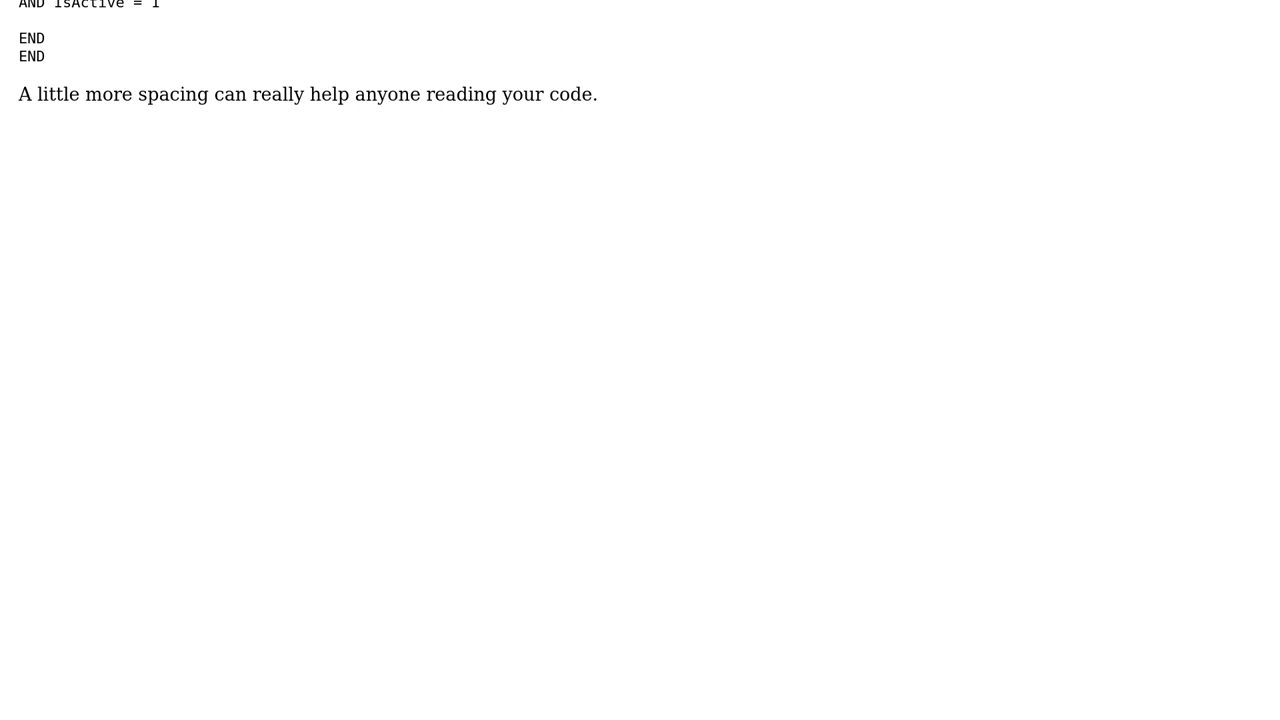 AND IsActive = 1
END
END
A little more spacing can really help anyone reading your code.